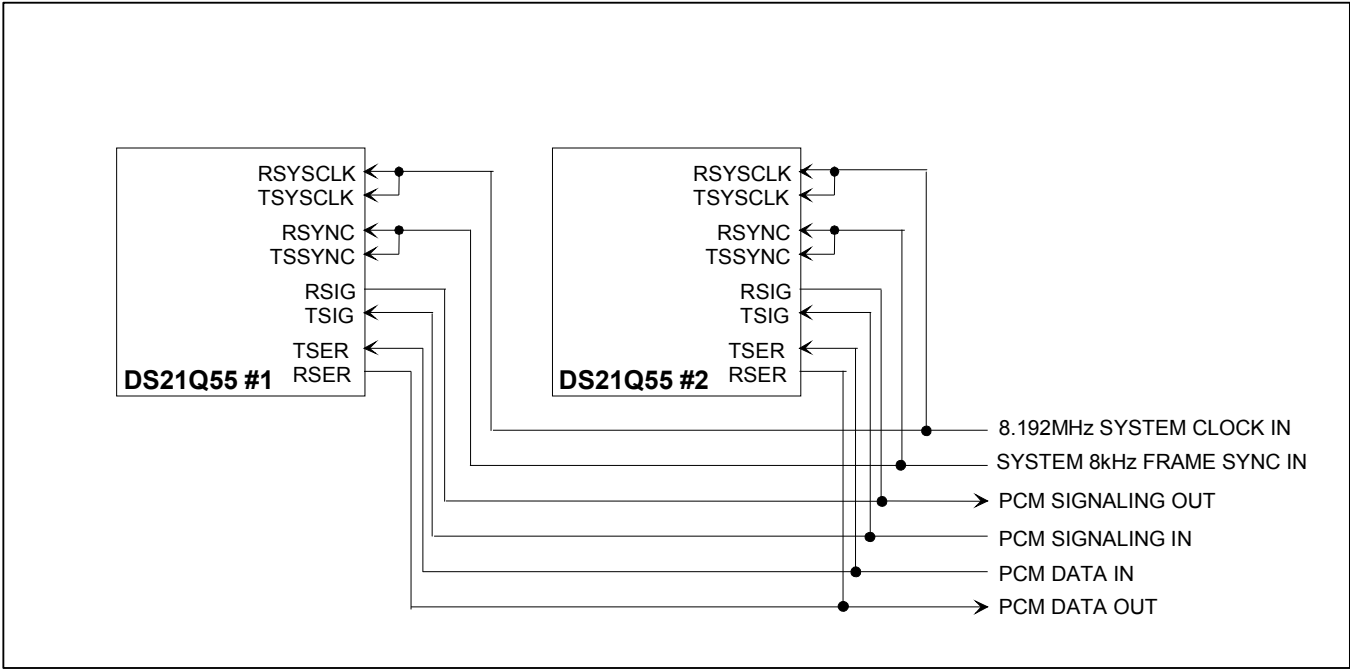 RSYSCLK
TSYSCLK
RSYNC
TSSYNC
RSIG
TSIG
TSER
RSER
DS21Q55 #1
RSYSCLK
TSYSCLK
RSYNC
TSSYNC
RSIG
TSIG
TSER
RSER
DS21Q55 #2
8.192MHz SYSTEM CLOCK IN
SYSTEM 8kHz FRAME SYNC IN
PCM SIGNALING OUT
PCM SIGNALING IN
PCM DATA IN
PCM DATA OUT